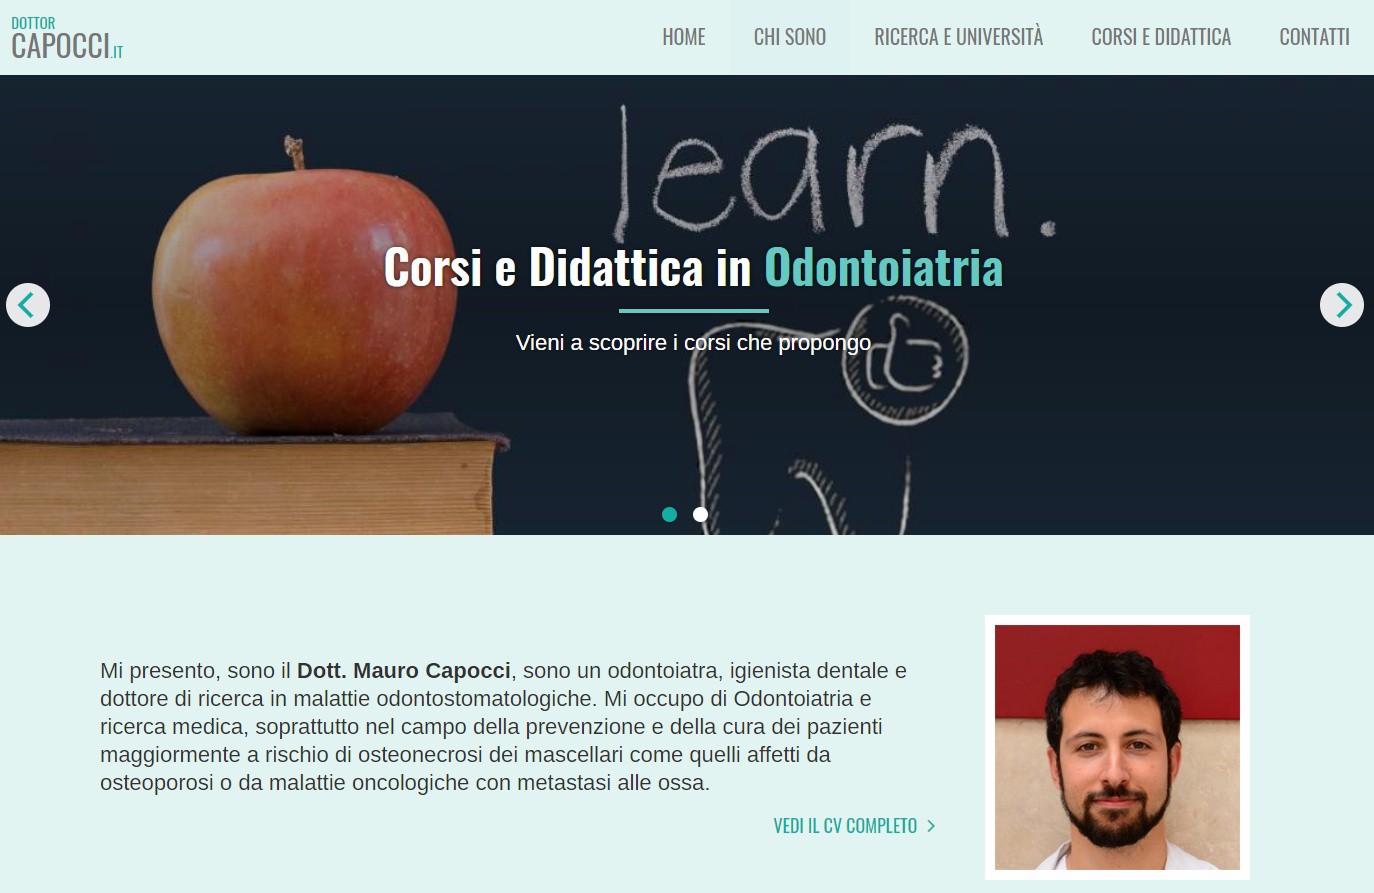 DOTTOR
CAPOCCI.IT
HOME CHI SONO RICERCA E UNIVERSITÀ CORSI E DIDATTICA CONTATTI
learn.
Corsi e Didattica in Odontoiatria
Vieni a scoprire i corsi che propongo
Mi presento, sono il Dott. Mauro Capocci, sono un odontoiatra, igienista dentale e
dottore di ricerca in malattie odontostomatologiche. Mi occupo di Odontoiatria e
ricerca medica, soprattutto nel campo della prevenzione e della cura dei pazienti
maggiormente a rischio di osteonecrosi dei mascellari come quelli affetti da
osteoporosi o da malattie oncologiche con metastasi alle ossa.
VEDI IL CV COMPLETO